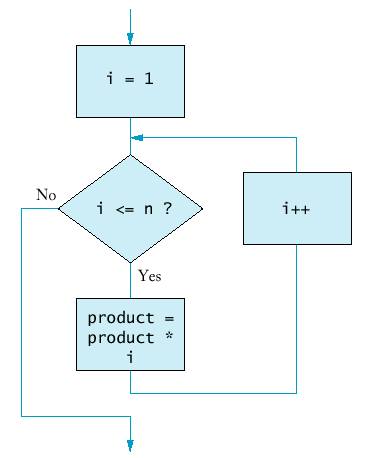 i = 1
No
i <= n ?
i++
Yes
product =
product *
i